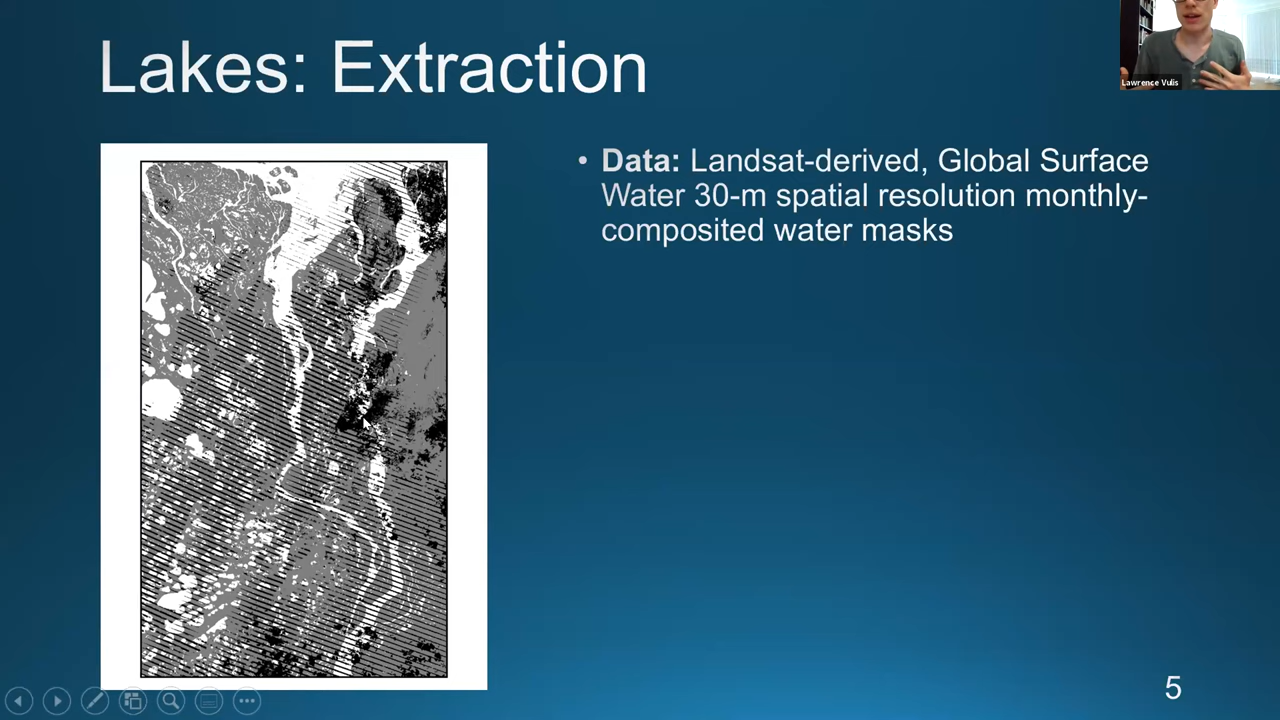 Lakes: Extraction
Lawrence Vulis
• Data: Landsat-derived, Global Surface
Water 30-m spatial resolution monthly-
composited water masks
5